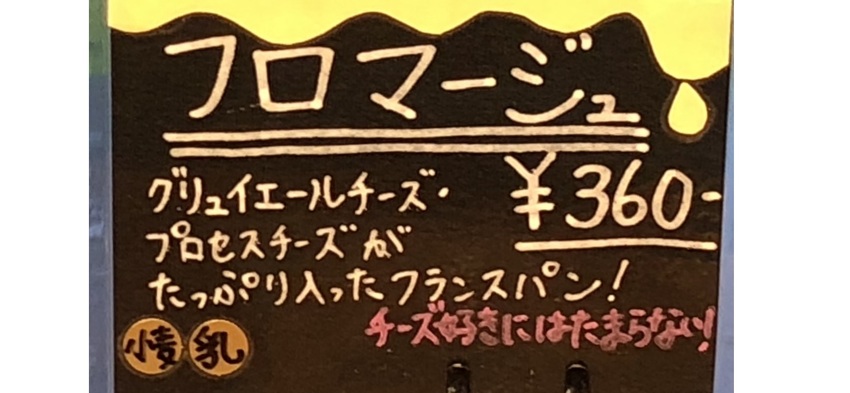 フロマージュ
¥360-
グリュイエールチーズ・
プロセスチーズが
たっぷり入ったフランスパン!
チーズ好きにはたまらない!
小麦 乳